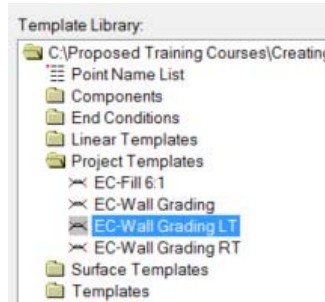 Template Library:
C:\Proposed Training Courses\Creating
Point Name List
Components
End Conditions
Linear Templates
Project Templates
EC-Fill 6:1
EC-Wall Grading
EC-Wall Grading LT
EC-Wall Grading RT
Surface Templates
Templates